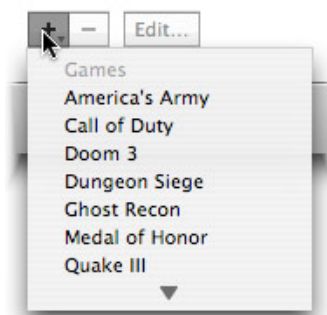 + − Edit...
Games
America's Army
Call of Duty
Doom 3
Dungeon Siege
Ghost Recon
Medal of Honor
Quake III